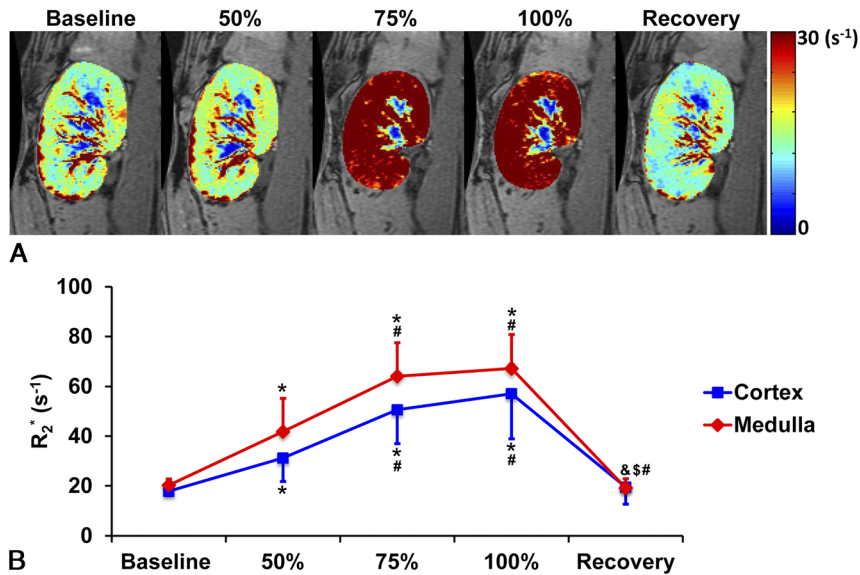 Baseline 50% 75% 100% Recovery
30 (s-1)
0
A
100
80
60
40
20
0
R2* (s-1)
* # * #
*
* # * #
*
&$#
Cortex
Medulla
Baseline 50% 75% 100% Recovery
B